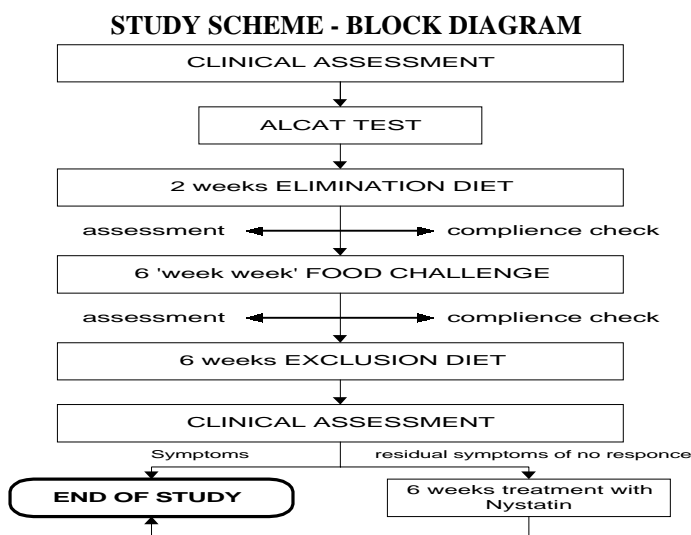 STUDY SCHEME - BLOCK DIAGRAM
CLINICAL ASSESSMENT
ALCAT TEST
2 weeks ELIMINATION DIET
assessment complience check
6 'week week' FOOD CHALLENGE
assessment complience check
6 weeks EXCLUSION DIET
CLINICAL ASSESSMENT
Symptoms residual symptoms of no responce
END OF STUDY
6 weeks treatment with
Nystatin